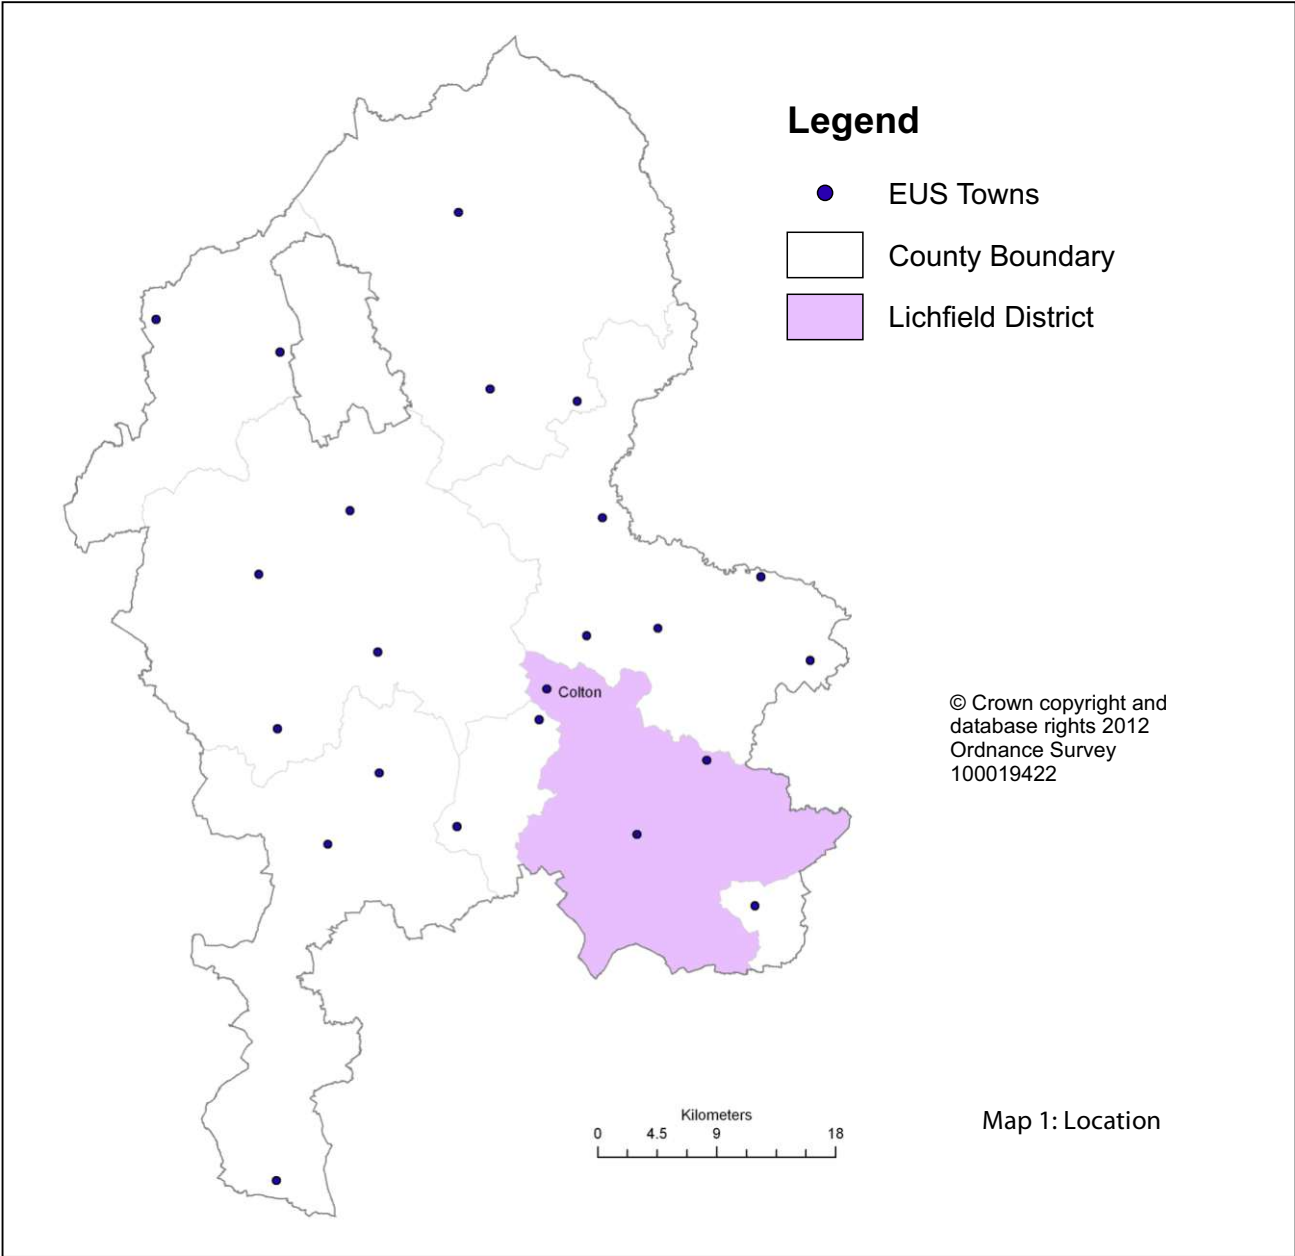 Legend
EUS Towns
County Boundary
Lichfield District
Colton
© Crown copyright and
database rights 2012
Ordnance Survey
100019422
Kilometers
0 4.5 9 18
Map 1: Location